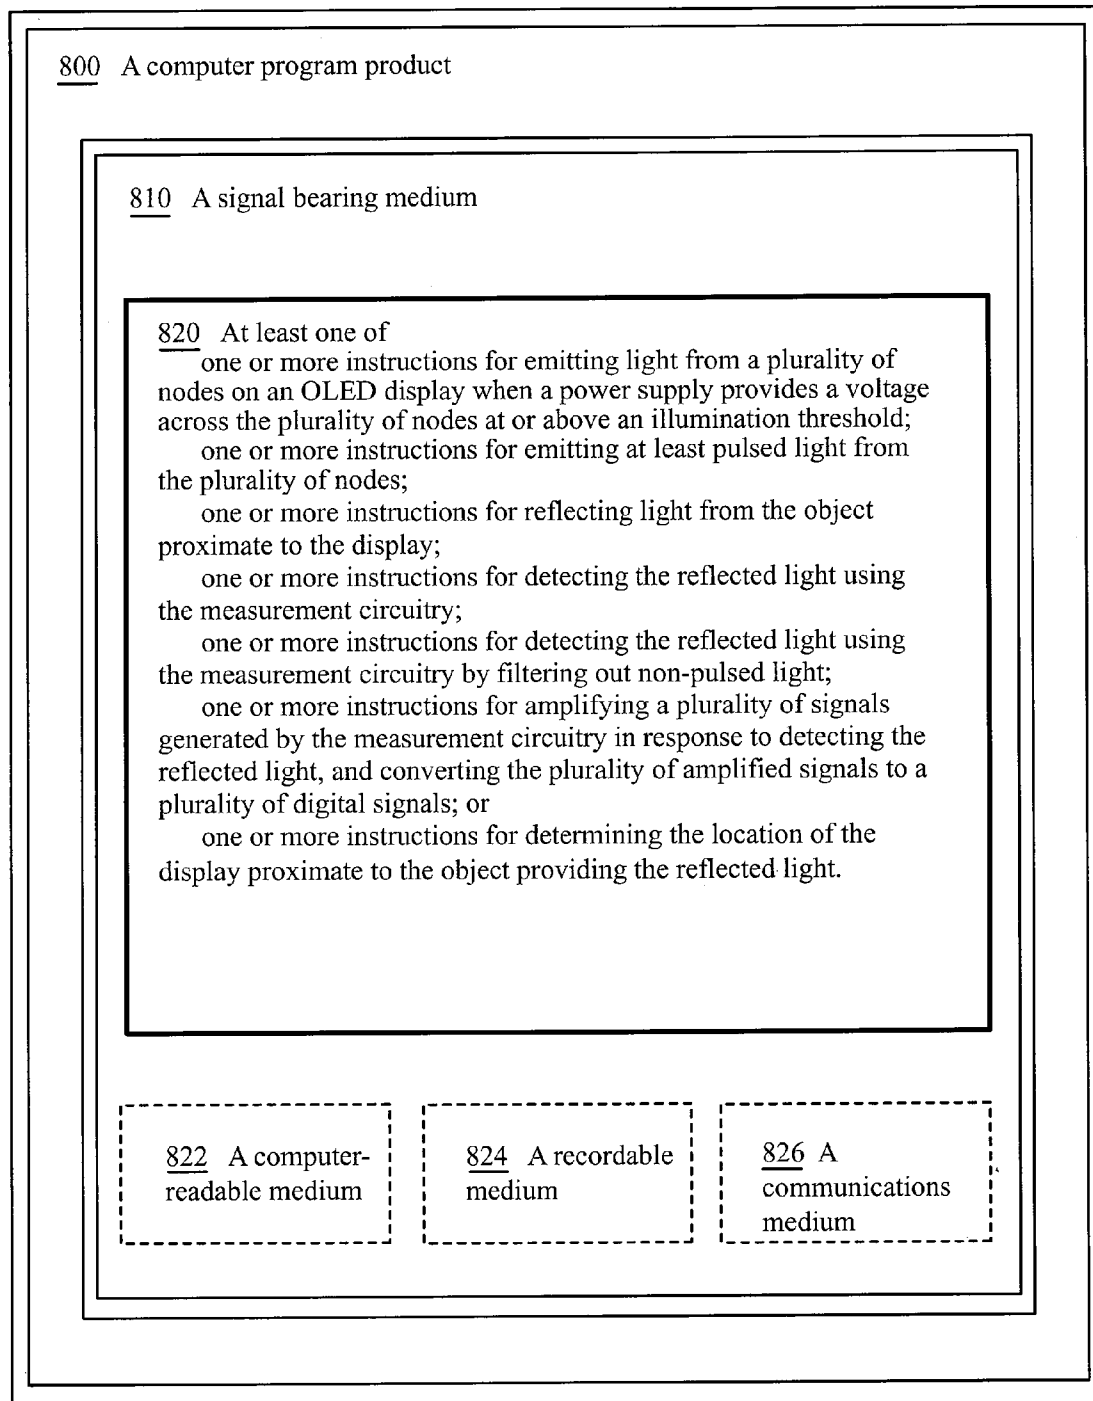 800 A computer program product
810 A signal bearing medium
820 At least one of
one or more instructions for emitting light from a plurality of
nodes on an OLED display when a power supply provides a voltage
across the plurality of nodes at or above an illumination threshold;
one or more instructions for emitting at least pulsed light from
the plurality of nodes;
one or more instructions for reflecting light from the object
proximate to the display;
one or more instructions for detecting the reflected light using
the measurement circuitry;
one or more instructions for detecting the reflected light using
the measurement circuitry by filtering out non-pulsed light;
one or more instructions for amplifying a plurality of signals
generated by the measurement circuitry in response to detecting the
reflected light, and converting the plurality of amplified signals to a
plurality of digital signals; or
one or more instructions for determining the location of the
display proximate to the object providing the reflected light.
822 A computer-
readable medium
824 A recordable
medium
826 A
communications
medium